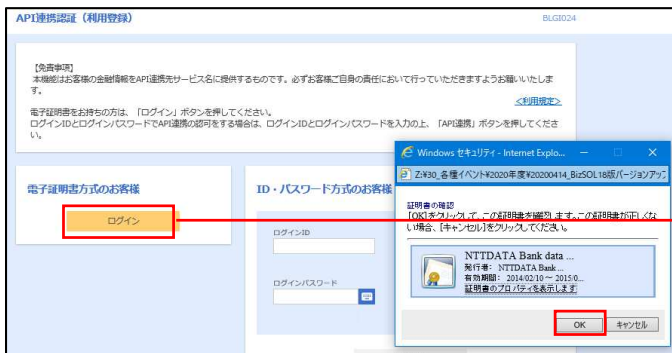 API連携認証（利用登録）
BLGI024
【免責事項】
本機能はお客様の金融情報をAPI連携先サービス名に提供するものです。必ずお客様ご自身の責任において行っていただきますようお願いいたしま
す。
<利用規定>
電子証明書をお持ちの方は、「ログイン」ボタンを押してください。
ログインIDとログインパスワードでAPI連携の認可をする場合は、ログインIDとログインパスワードを入力の上、「API連携」ボタンを押してくださ
い。
電子証明書方式のお客様
ログイン
ID・パスワード方式のお客様
ログインID
ログインパスワード
Windows セキュリティ - Internet Explo...
Z:¥30_各種イベント¥2020年度¥20200414_BizSOL18版バージョンアップ
証明書の確認
[OK]をクリックして、この証明書を確認します。この証明書が正しくな
い場合、[キャンセル]をクリックしてください。
NTTDATA Bank data ...
発行者: NTTDATA Bank ...
有効期間: 2014/02/10 ～ 2015/0...
証明書のプロパティを表示します
OK
キャンセル